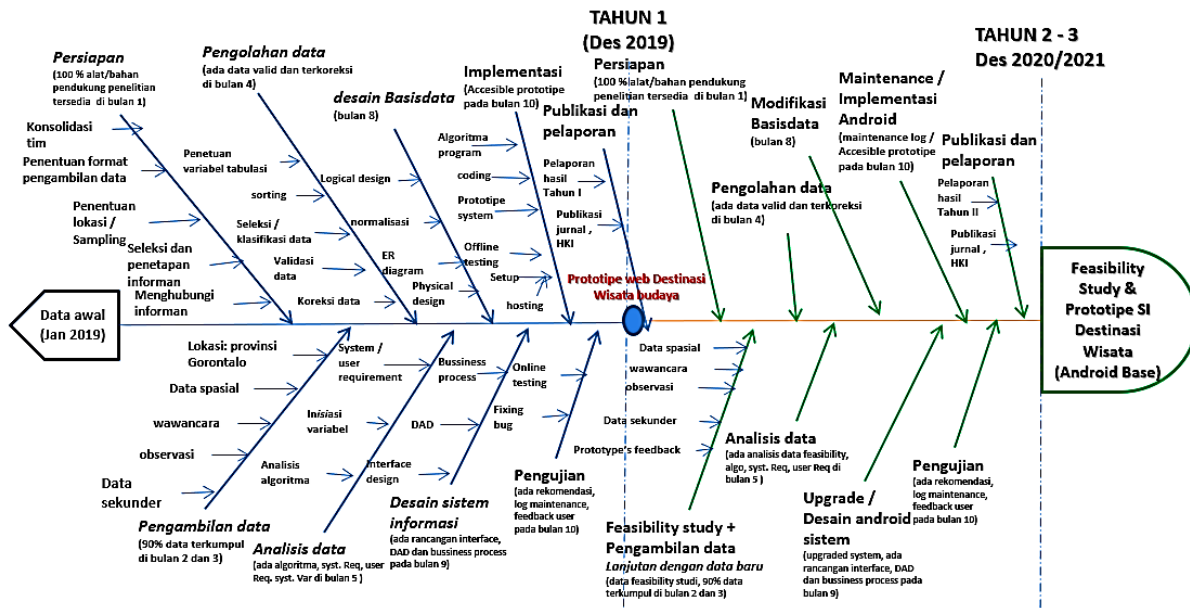 TAHUN 1
(Des 2019)
TAHUN 2 - 3
Des 2020/2021
Persiapan
(100 % alat/bahan
pendukung penelitian
tersedia di bulan 1)
Konsolidasi
tim
Penentuan format
pengambilan data
Penentuan
lokasi /
Sampling
Seleksi dan
penetapan
informan
Menghubungi
informan
Pengolahan data
(ada data valid dan terkoreksi
di bulan 4)
Penetuan
variabel tabulasi
sorting
Seleksi /
klasifikasi data
Validasi
data
Koreksi data
desain Basisdata
(bulan 8)
Logical design
normalisasi
ER
diagram
Physical
design
Implementasi
(Accesible prototipe
pada bulan 10)
Algoritma
program
coding
Prototipe
system
Offline
testing
Setup
hosting
Publikasi dan
pelaporan
Pelaporan
hasil
Tahun I
Publikasi
jurnal ,
HKI
Prototipe web Destinasi
Wisata budaya
Persiapan
(100 % alat/bahan pendukung
penelitian tersedia di bulan 1)
Pengolahan data
(ada data valid dan terkoreksi
di bulan 4)
Modifikasi
Basisdata
(bulan 8)
Maintenance /
Implementasi
Android
(maintenance log /
Accesible prototipe
pada bulan 10)
Publikasi dan
pelaporan
Pelaporan
hasil
Tahun II
Publikasi
jurnal ,
HKI
Data awal
(Jan 2019)
Feasibility
Study &
Prototipe SI
Destinasi
Wisata
(Android Base)
Lokasi: provinsi
Gorontalo
Data spasial
wawancara
observasi
Data
sekunder
Pengambilan data
(90% data terkumpul
di bulan 2 dan 3)
System /
user
requirement
Inisiasi
variabel
Analisis
algoritma
Analisis data
(ada algoritma, syst. Req, user
Req. syst. Var di bulan 5 )
Bussiness
process
DAD
Interface
design
Desain sistem
informasi
(ada rancangan interface,
DAD dan bussiness process
pada bulan 9)
Online
testing
Fixing
bug
Pengujian
(ada rekomendasi,
log maintenance,
feedback user
pada bulan 10)
Data spasial
wawancara
observasi
Data sekunder
Prototype's feedback
Feasibility study +
Pengambilan data
Lanjutan dengan data baru
(data feasibility studi, 90% data
terkumpul di bulan 2 dan 3)
Analisis data
(ada analisis data feasibility,
algo, syst. Req, user Req di
bulan 5 )
Upgrade /
Desain android
sistem
(upgraded system, ada
rancangan interface, DAD
dan bussiness process pada
bulan 9)
Pengujian
(ada rekomendasi,
log maintenance,
feedback user
pada bulan 10)